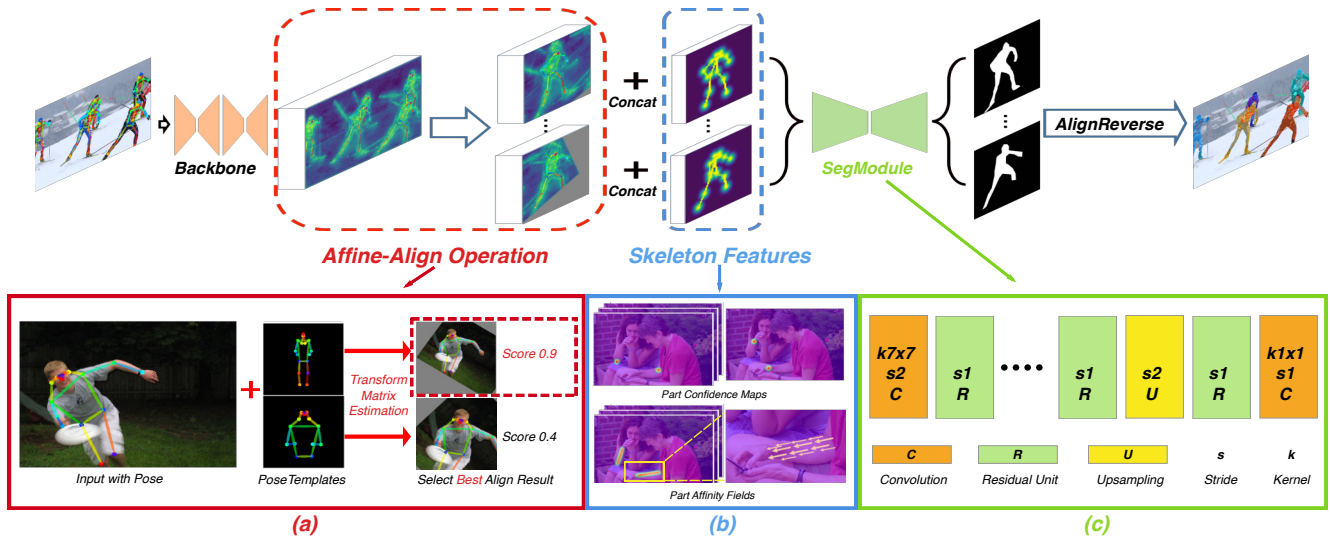 Backbone
Concat
Concat
SegModule
AlignReverse
Affine-Align Operation
Skeleton Features
Input with Pose
Pose Templates
Transform
Matrix
Estimation
Score 0.9
Score 0.4
Select Best Align Result
Part Confidence Maps
Part Affinity Fields
k7x7
s2
C
s1
R
s1
R
s2
U
s1
R
k1x1
s1
C
C
R
U
s
k
Convolution
Residual Unit
Upsampling
Stride
Kernel
(a)
(b)
(c)